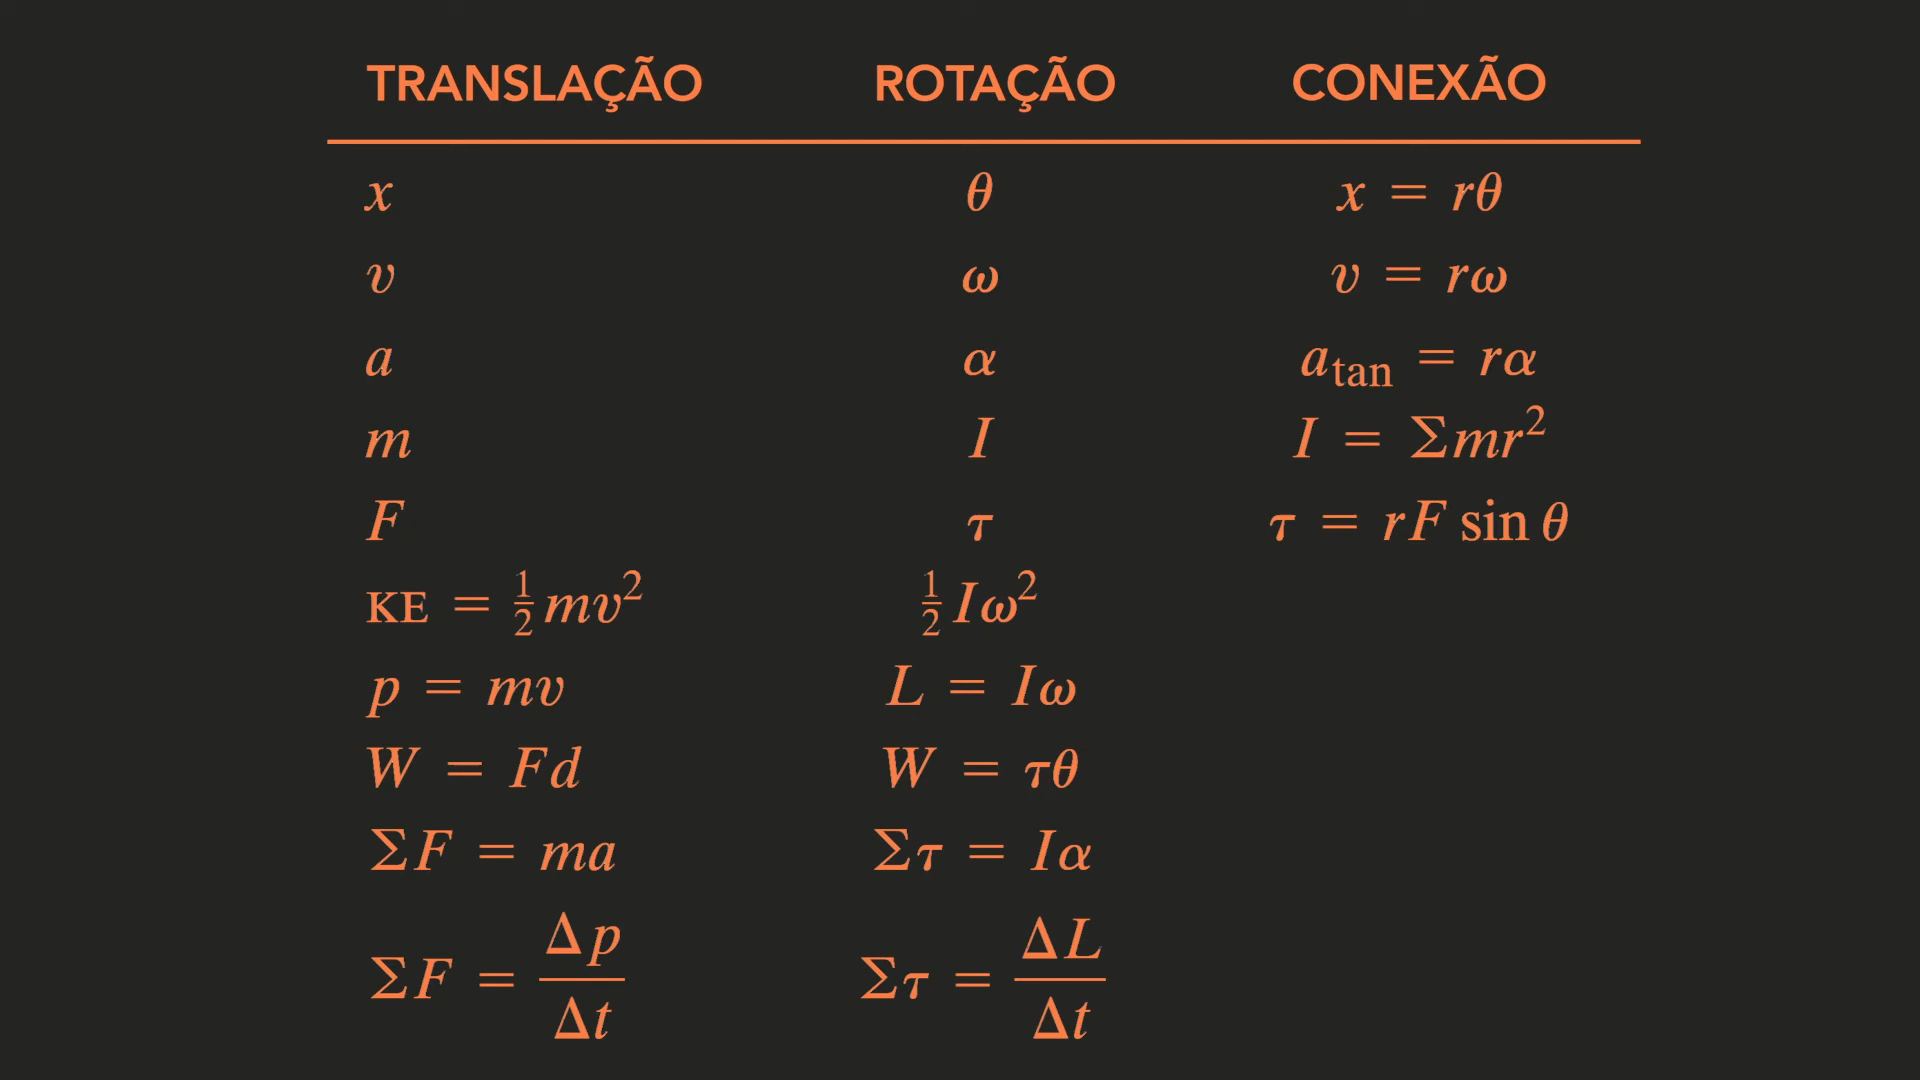 TRANSLAÇÃO ROTAÇÃO CONEXÃO
x θ x = rθ
v ω v = rω
a α a_tan = rα
m I I = Σmr²
F τ τ = rF sin θ
KE = ½mv² ½Iω²
p = mv L = Iω
W = Fd W = τθ
ΣF = ma Στ = Iα
ΣF = Δp/Δt Στ = ΔL/Δt